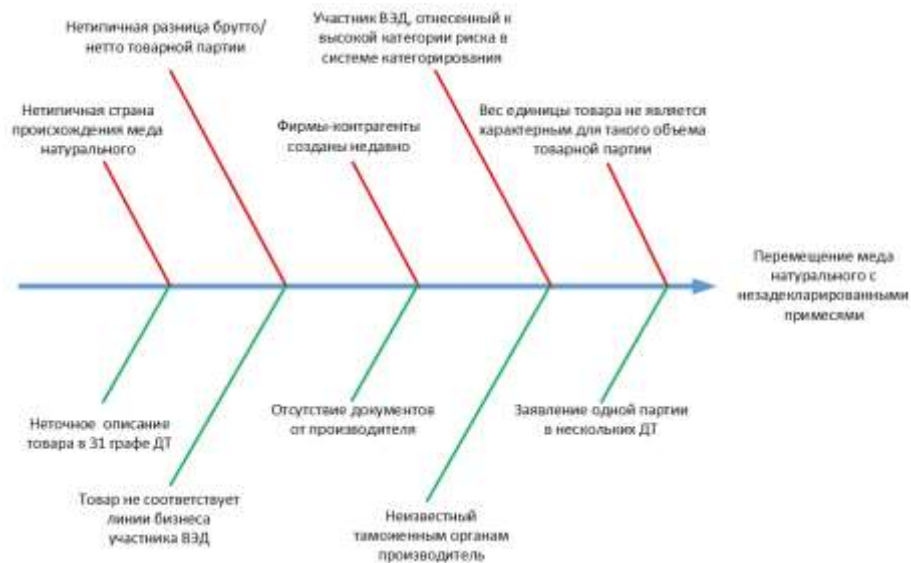 Нетипичная разница брутто/
нетто товарной партии
Участник ВЭД, отнесенный к
высокой категории риска в
системе категорирования
Нетипичная страна
происхождения меда
натурального
Фирмы-контрагенты
созданы недавно
Вес единицы товара не является
характерным для такого объема
товарной партии
Перемещение меда
натурального с
незадекларированными
примесями
Неточное описание
товара в 31 графе ДТ
Отсутствие документов
от производителя
Заявление одной партии
в нескольких ДТ
Товар не соответствует
линии бизнеса
участника ВЭД
Неизвестный
таможенным органам
производитель